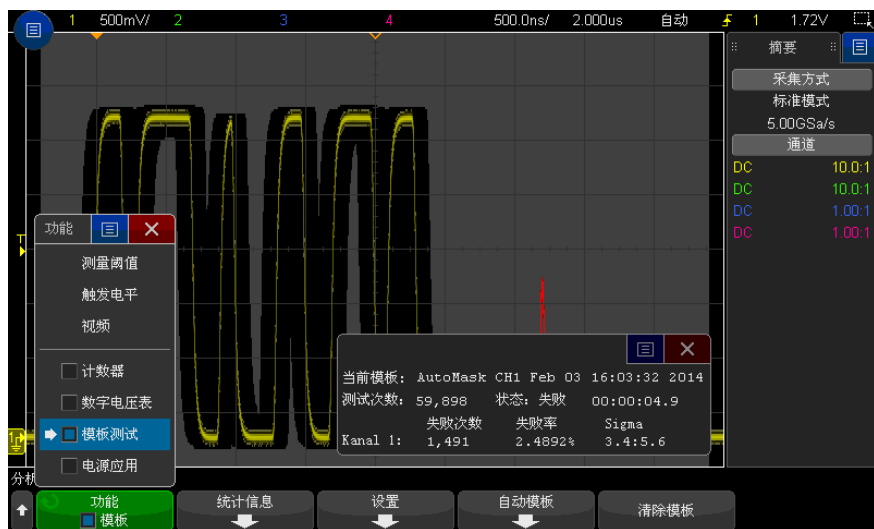 1 500mV/ 2 3 4 500.0ns/ 2.000us 自动 1 1.72V
摘要
采集方式
标准模式
5.00GSa/s
通道
DC 10.0:1
DC 10.0:1
DC 1.00:1
DC 1.00:1
T
功能
测量阈值
触发电平
视频
计数器
数字电压表
模板测试
电源应用
当前模板: AutoMask CH1 Feb 03 16:03:32 2014
测试次数: 59,898 状态: 失败 00:00:04.9
失败次数 失败率 Sigma
Kanal 1: 1,491 2.4892% 3.4:5.6
分析
功能 统计信息 设置 自动模板 清除模板
模板